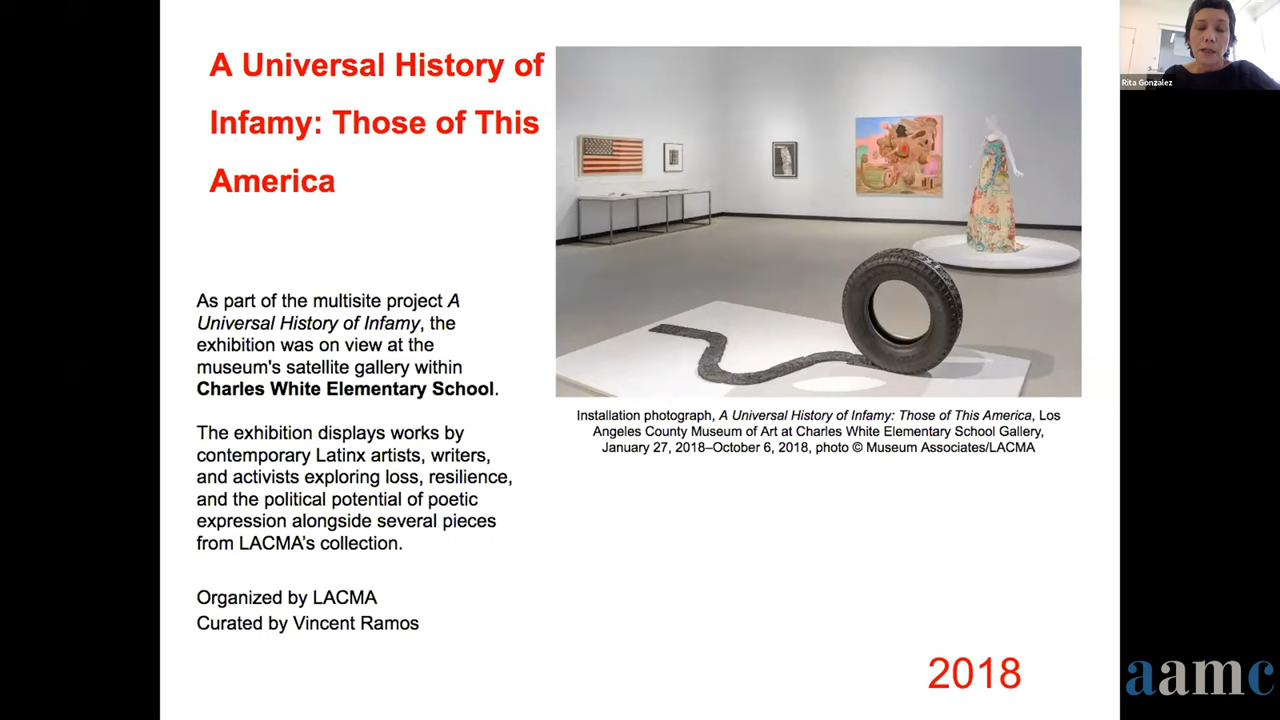 A Universal History of
Infamy: Those of This
America
As part of the multisite project A
Universal History of Infamy, the
exhibition was on view at the
museum's satellite gallery within
Charles White Elementary School.
The exhibition displays works by
contemporary Latinx artists, writers,
and activists exploring loss, resilience,
and the political potential of poetic
expression alongside several pieces
from LACMA's collection.
Organized by LACMA
Curated by Vincent Ramos
Installation photograph, A Universal History of Infamy: Those of This America, Los
Angeles County Museum of Art at Charles White Elementary School Gallery,
January 27, 2018–October 6, 2018, photo © Museum Associates/LACMA
2018
Rita Gonzalez
aamc